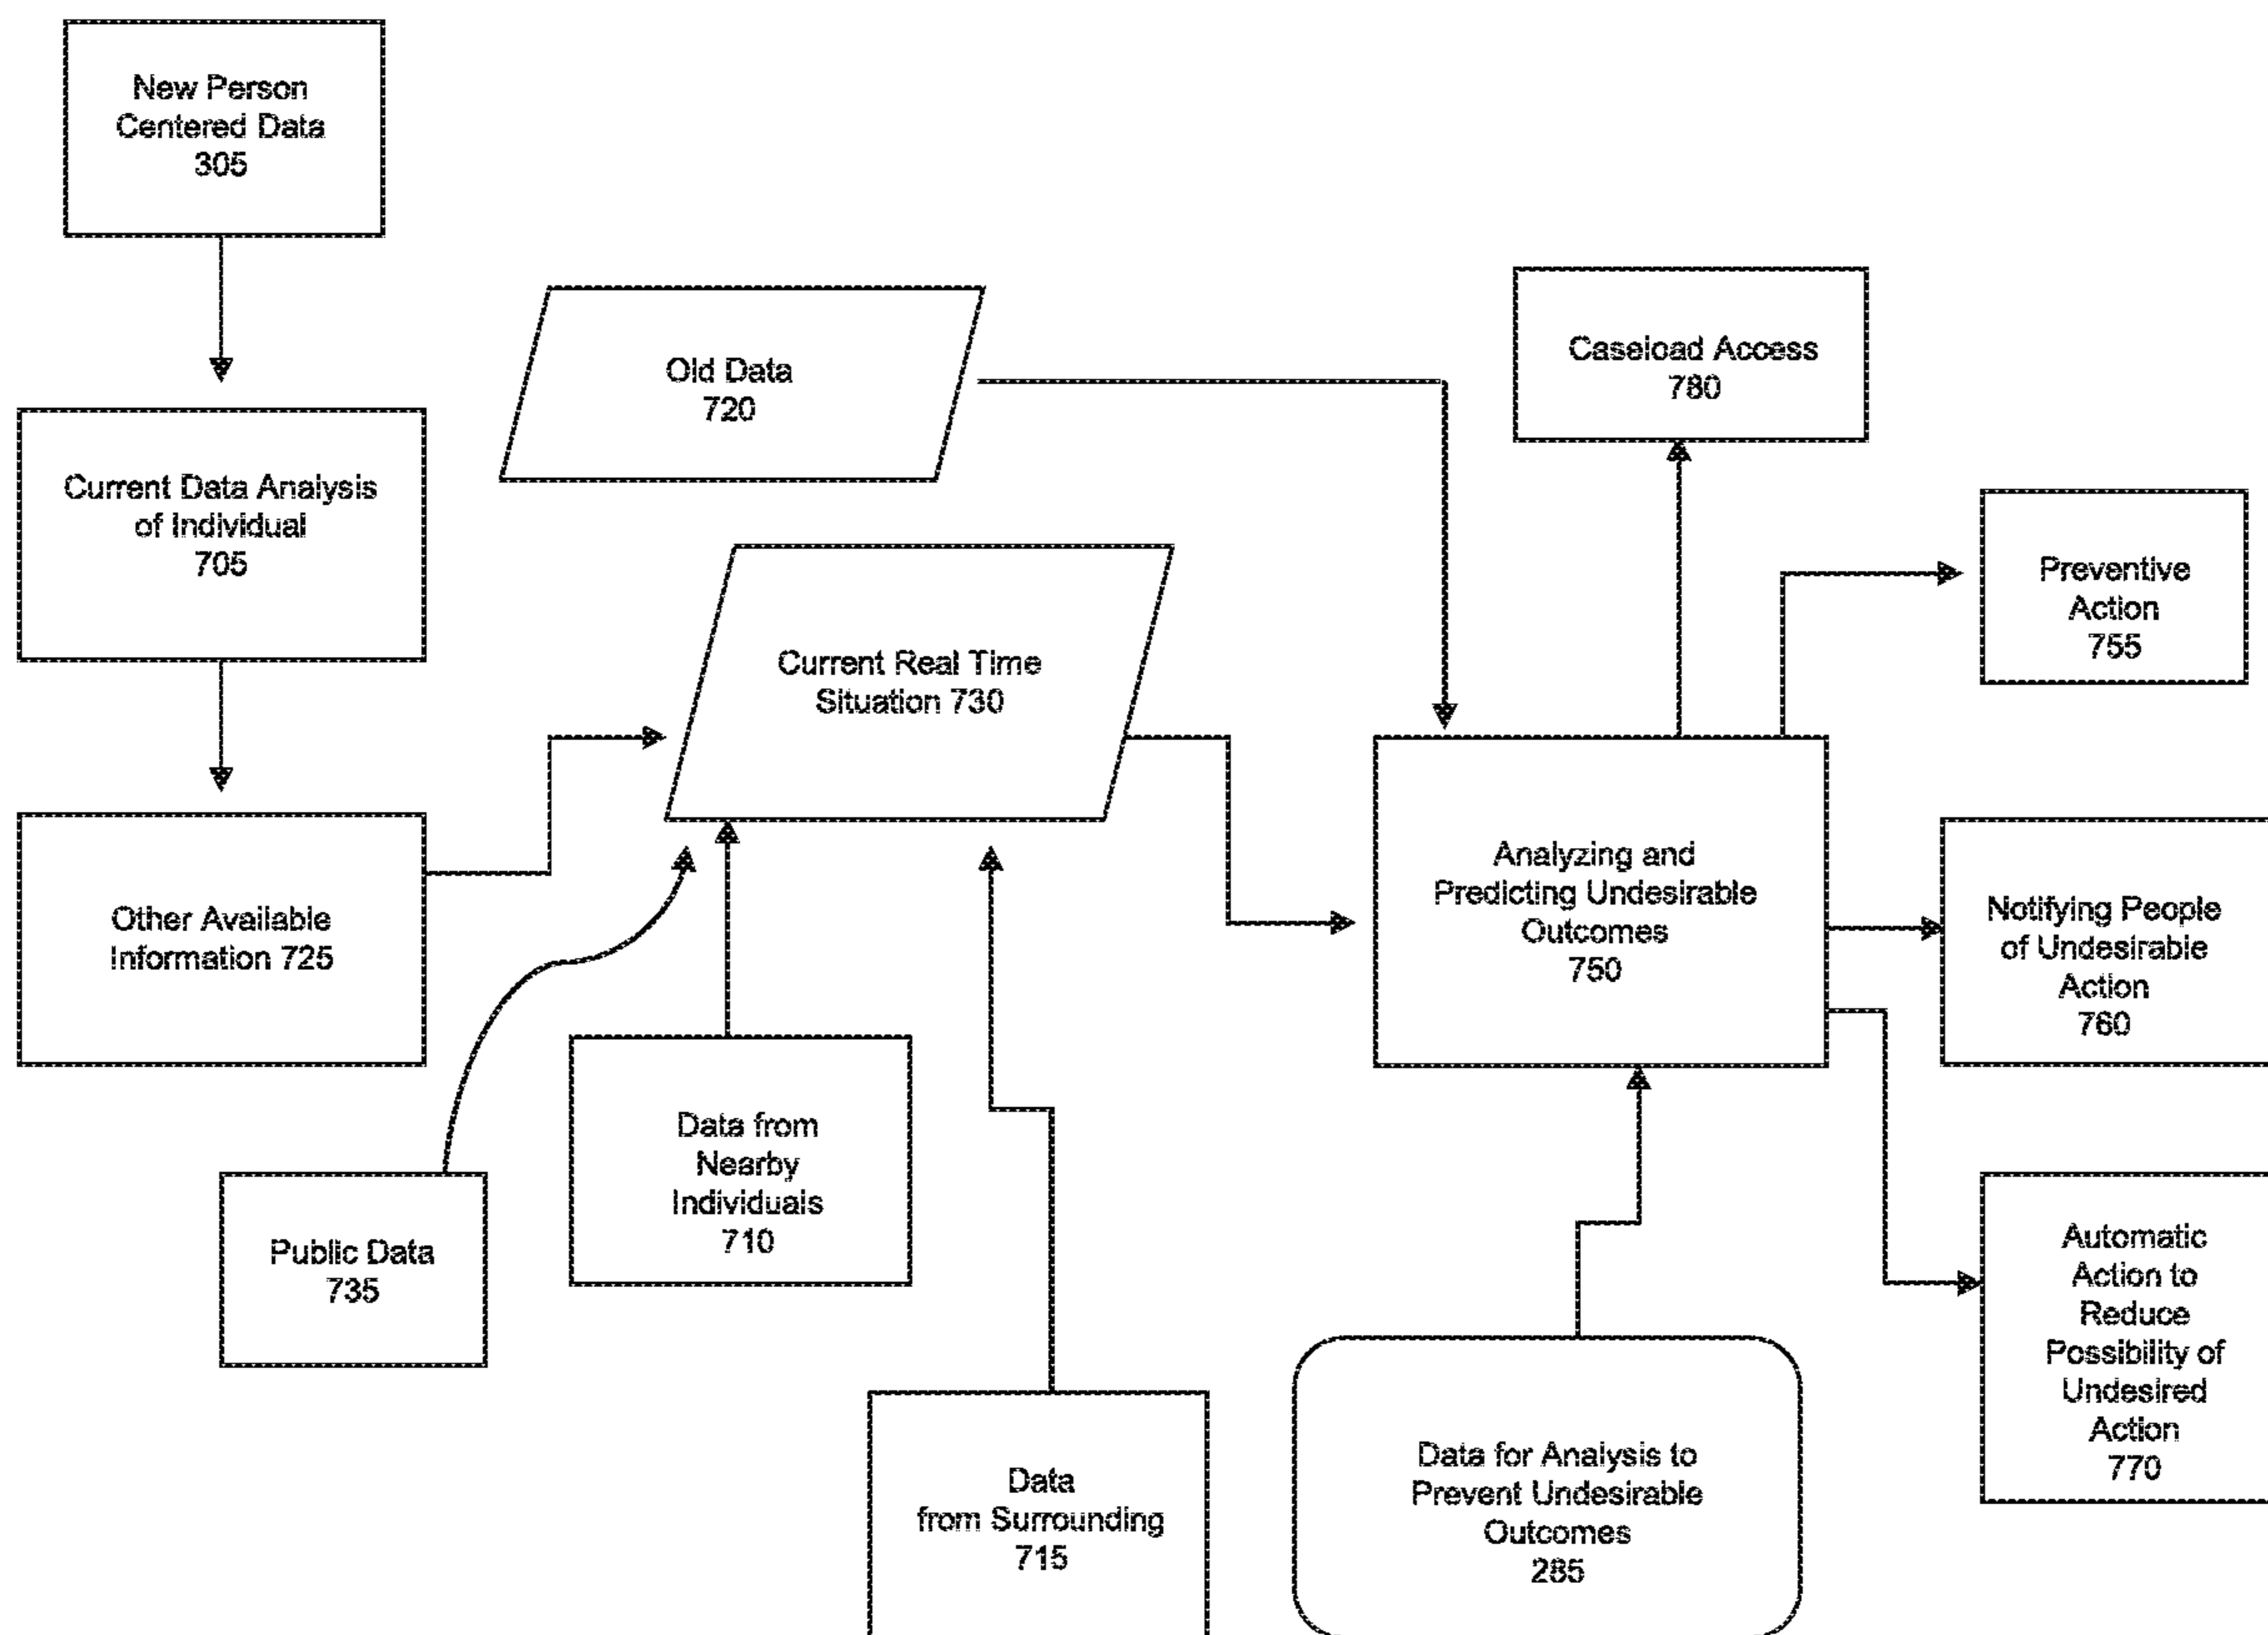 New Person
Centered Data
305
Old Data
720
Caseload Access
780
Current Data Analysis
of Individual
705
Preventive
Action
755
Current Real Time
Situation 730
Other Available
Information 725
Analyzing and
Predicting Undesirable
Outcomes
750
Notifying People
of Undesirable
Action
760
Public Data
735
Data from
Nearby
Individuals
710
Automatic
Action to
Reduce
Possibility of
Undesired
Action
770
Data
from Surrounding
715
Data for Analysis to
Prevent Undesirable
Outcomes
285